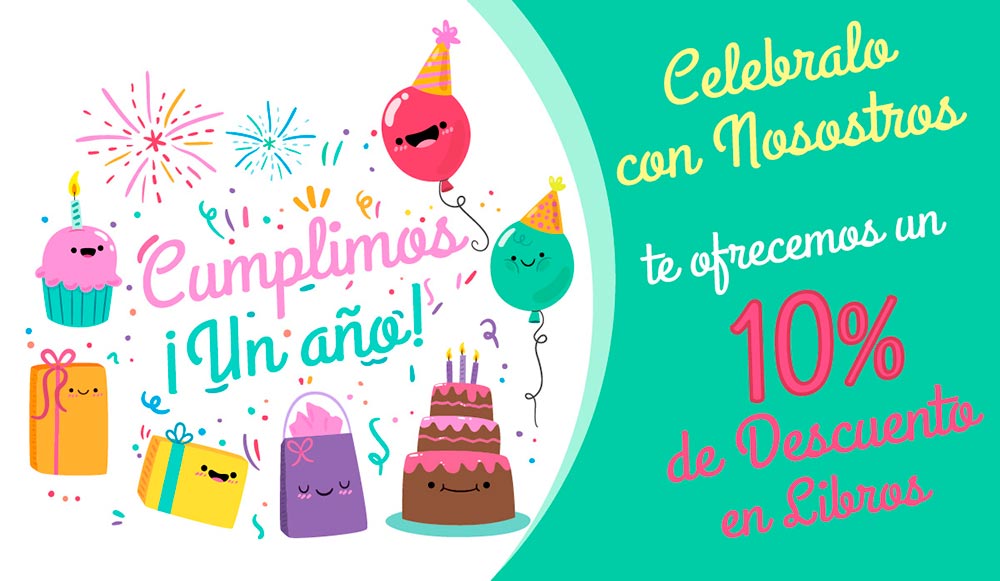 Cumplimos
¡Un año!
Celebralo
con Nosostros
te ofrecemos un
10%
de Descuento
en Libros